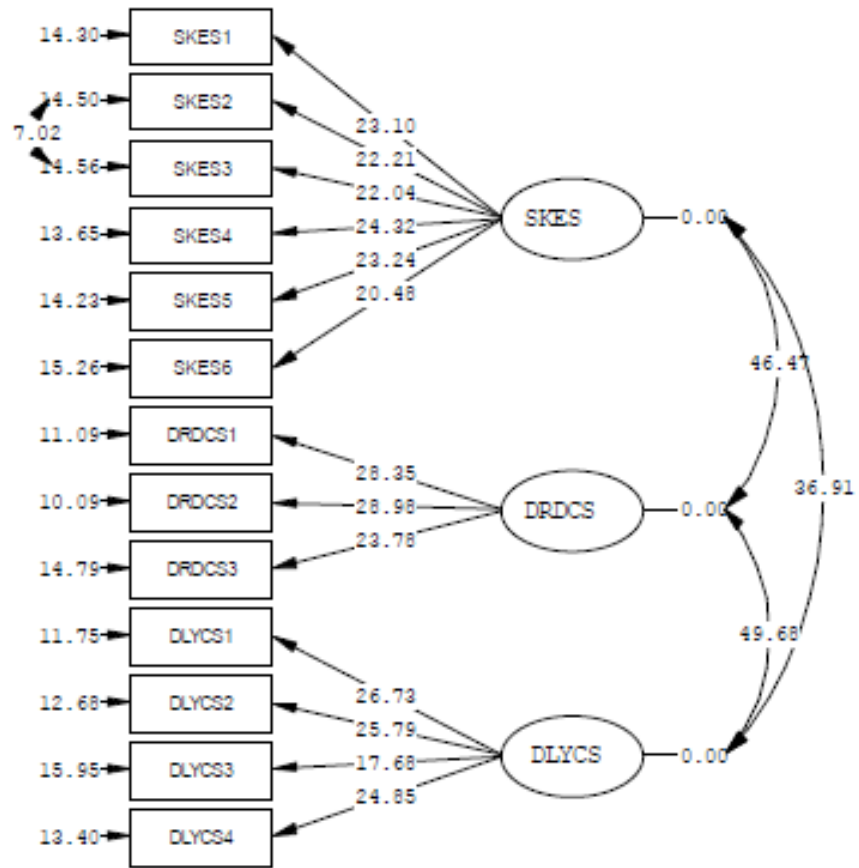 14.30 SKES1
14.50 SKES2
7.02
23.10
14.56 SKES3
22.21
22.04
SKES 0.00
13.65 SKES4
24.32
23.24
14.23 SKES5
20.48
15.26 SKES6
46.47
11.09 DRDCS1
28.35
36.91
10.09 DRDCS2
28.98
DRDCS 0.00
23.78
14.79 DRDCS3
11.75 DLYCS1
49.68
12.68 DLYCS2
26.73
25.79
15.95 DLYCS3
17.68
DLYCS 0.00
24.85
13.40 DLYCS4